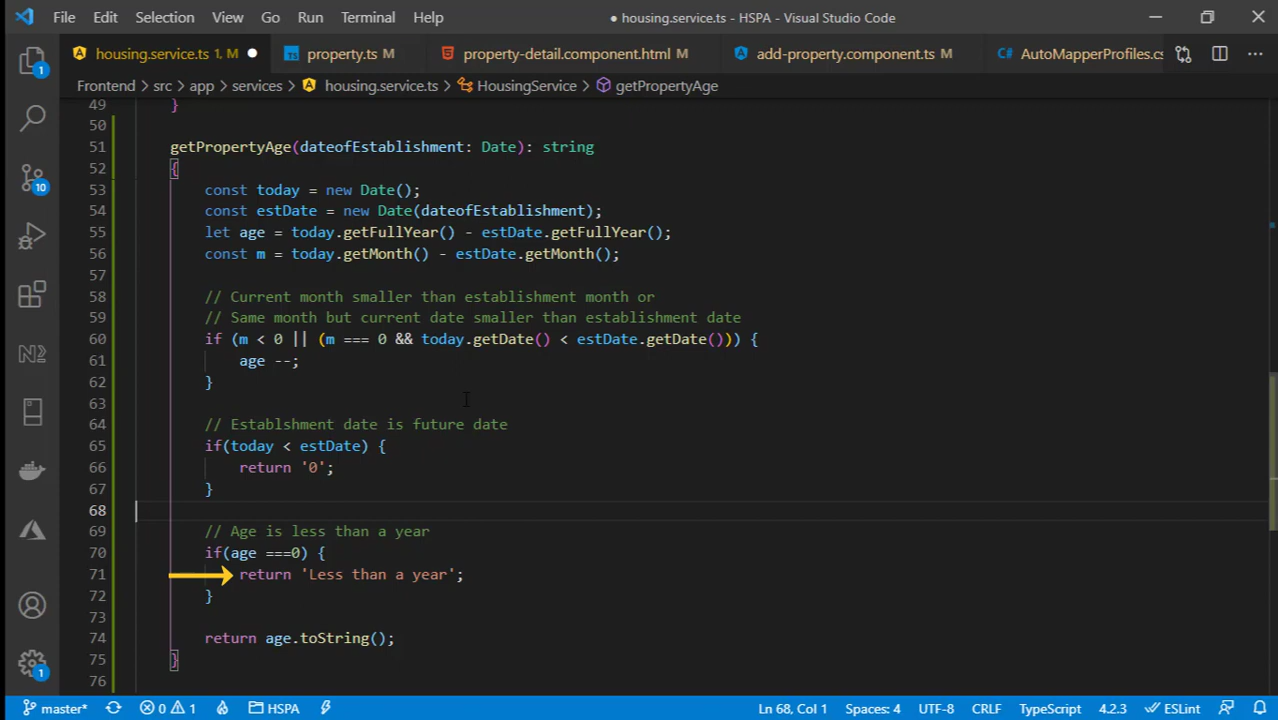 File Edit Selection View Go Run Terminal Help ● housing.service.ts - HSPA - Visual Studio Code
housing.service.ts 1, M property.ts M property-detail.component.html M add-property.component.ts M AutoMapperProfiles.cs
1 Frontend > src > app > services > housing.service.ts > HousingService > getPropertyAge
49 }
50
51 getPropertyAge(dateofEstablishment: Date): string
52 {
53 const today = new Date();
10 54 const estDate = new Date(dateofEstablishment);
55 let age = today.getFullYear() - estDate.getFullYear();
56 const m = today.getMonth() - estDate.getMonth();
57
58 // Current month smaller than establishment month or
59 // Same month but current date smaller than establishment date
60 if (m < 0 || (m === 0 && today.getDate() < estDate.getDate())) {
61 age --;
62 }
63
64 // Establshment date is future date
65 if(today < estDate) {
66 return '0';
67 }
68
69 // Age is less than a year
70 if(age ===0) {
71 return 'Less than a year';
72 }
73
74 return age.toString();
75 }
1 76
master* 0 1 HSPA Ln 68, Col 1 Spaces: 4 UTF-8 CRLF TypeScript 4.2.3 ESLint